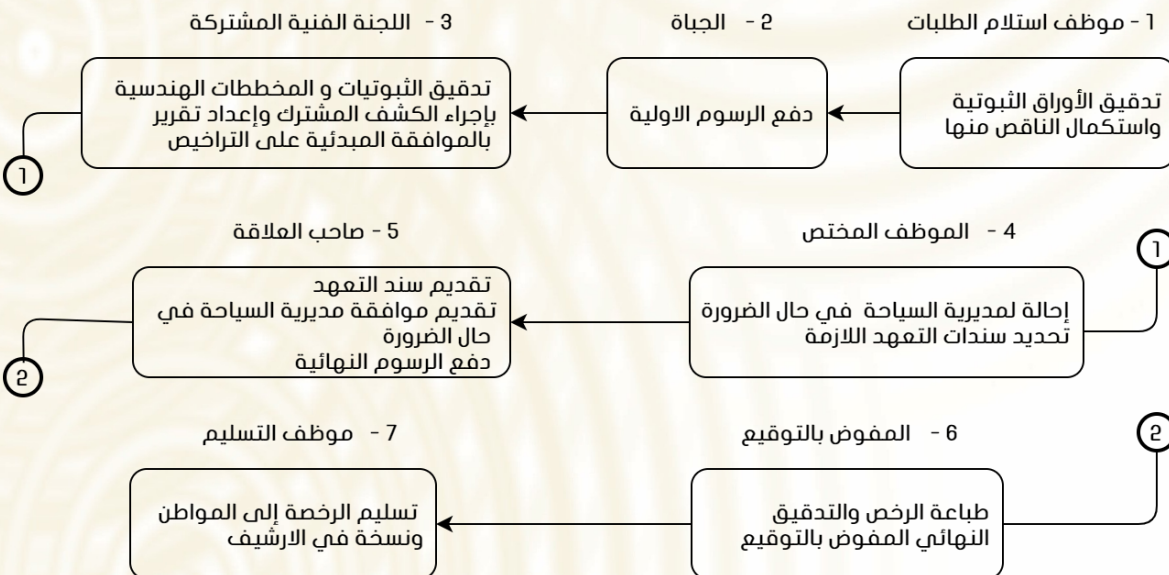 1 - موظف استلام الطلبات
تدقيق الأوراق الثبوتية
واستكمال الناقص منها
2 - الجباة
دفع الرسوم الاولية
3 - اللجنة الفنية المشتركة
تدقيق الثبوتيات و المخططات الهندسية
بإجراء الكشف المشترك وإعداد تقرير
بالموافقة المبدئية على التراخيص
1
1
4 - الموظف المختص
إحالة لمديرية السياحة في حال الضرورة
تحديد سندات التعهد اللازمة
5 - صاحب العلاقة
تقديم سند التعهد
تقديم موافقة مديرية السياحة في
حال الضرورة
دفع الرسوم النهائية
2
2
6 - المفوض بالتوقيع
طباعة الرخص والتدقيق
النهائي المفوض بالتوقيع
7 - موظف التسليم
تسليم الرخصة إلى المواطن
ونسخة في الارشيف